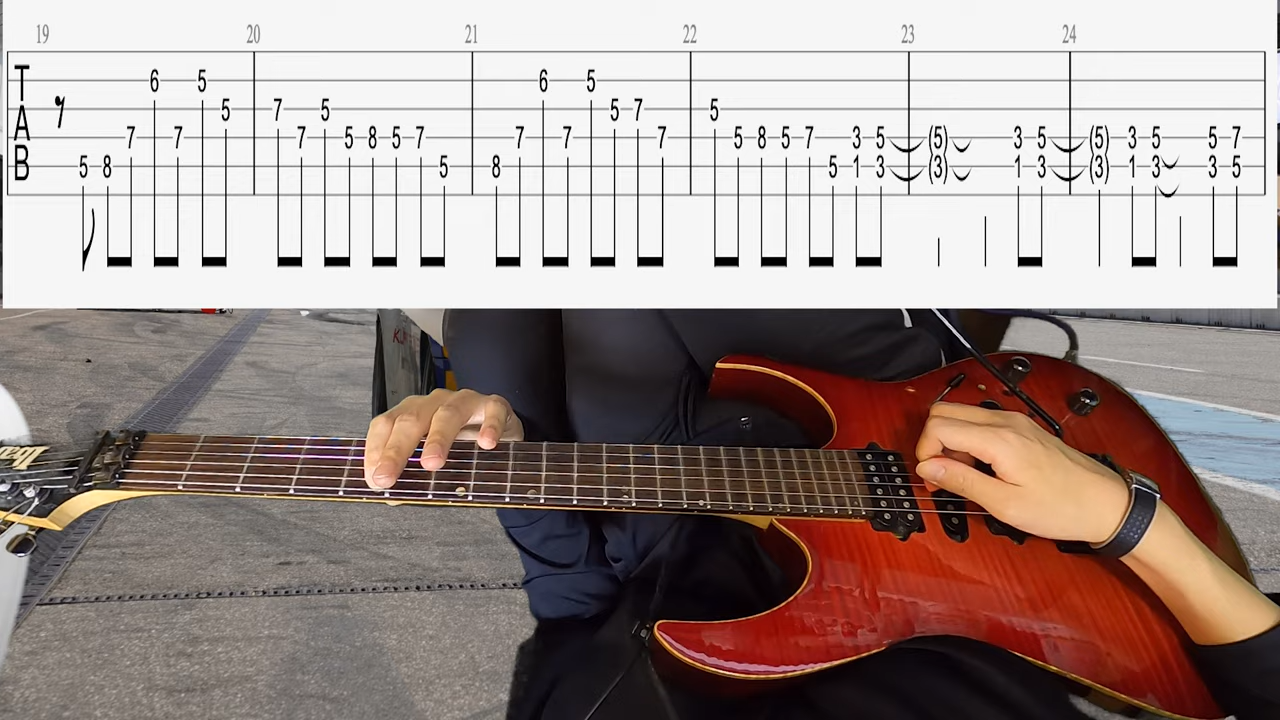 19 20 21 22 23 24
T 6 5 6 5
5 7 5 5 7 5
A 7 7 7 5 8 5 7 7 7 7 5 8 5 7 3 5 (5) 3 5 (5) 3 5 5 7
B 5 8 5 8 5 1 3 (3) 1 3 (3) 1 3 3 5
Iba